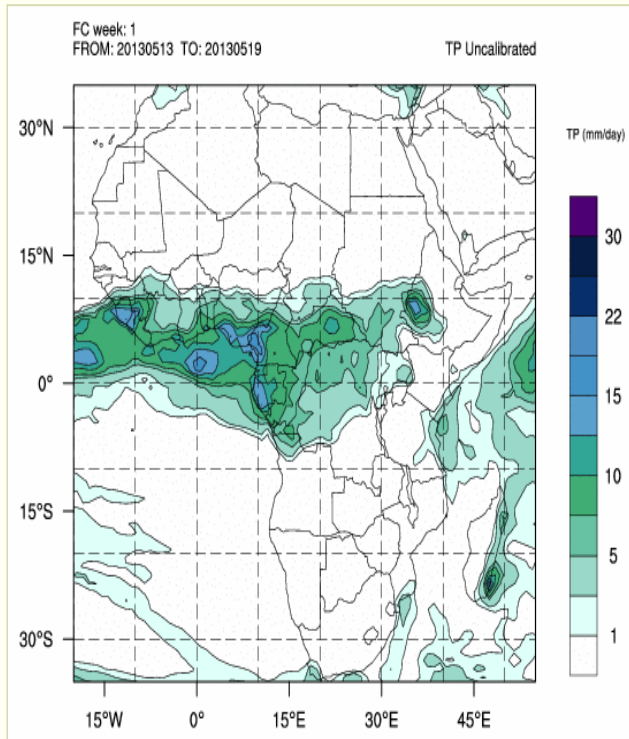 FC week: 1
FROM: 20130513 TO: 20130519 TP Uncalibrated
TP (mm/day)
30°N
15°N
0°
15°S
30°S
15°W 0° 15°E 30°E 45°E
30
22
15
10
5
1